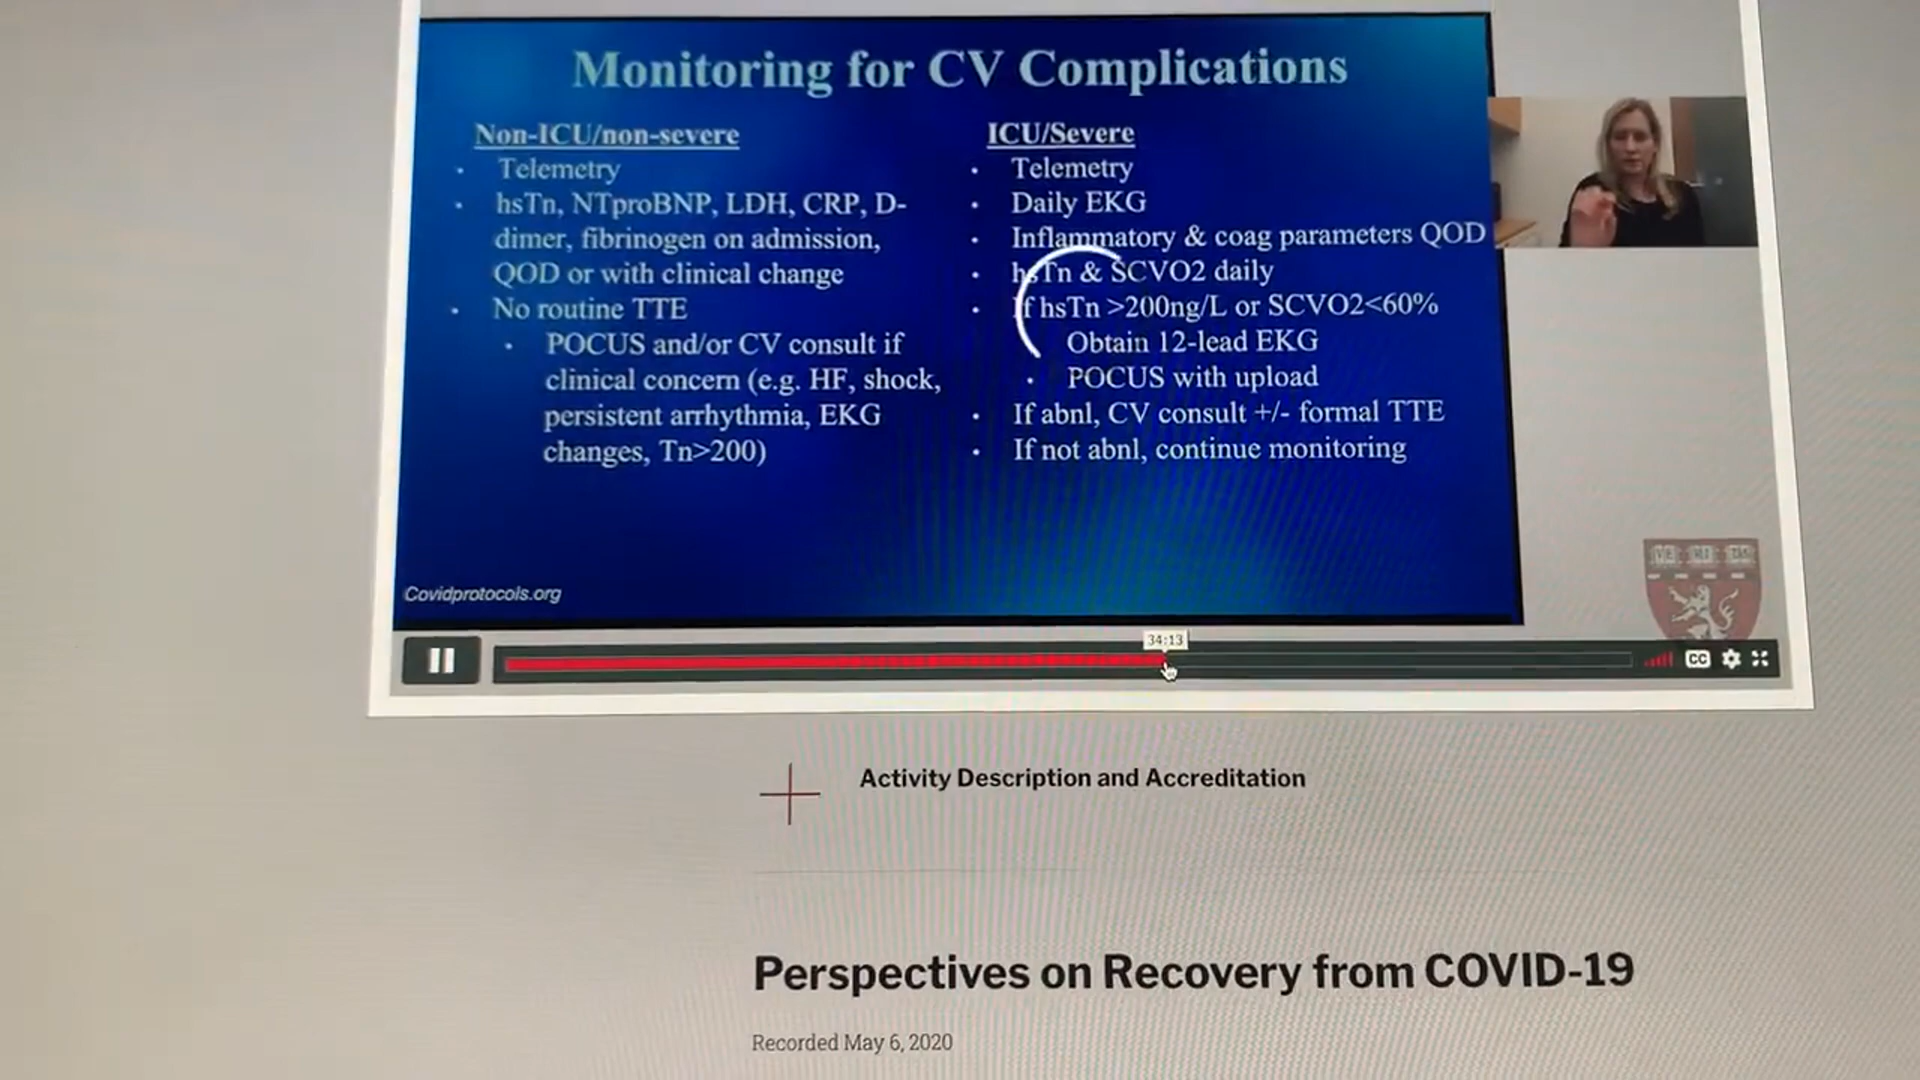 Monitoring for CV Complications
Non-ICU/non-severe
• Telemetry
• hsTn, NTproBNP, LDH, CRP, D-
dimer, fibrinogen on admission,
QOD or with clinical change
• No routine TTE
• POCUS and/or CV consult if
clinical concern (e.g. HF, shock,
persistent arrhythmia, EKG
changes, Tn>200)
ICU/Severe
• Telemetry
• Daily EKG
• Inflammatory & coag parameters QOD
• hsTn & SCVO2 daily
• If hsTn >200ng/L or SCVO2<60%
Obtain 12-lead EKG
• POCUS with upload
• If abnl, CV consult +/- formal TTE
• If not abnl, continue monitoring
Covidprotocols.org
VE RI TAS
34:13
CC
Activity Description and Accreditation
Perspectives on Recovery from COVID-19
Recorded May 6, 2020